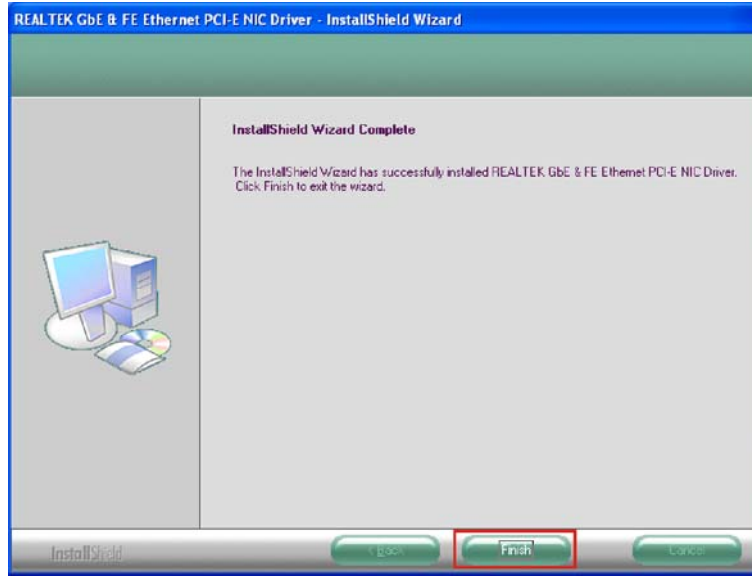 REALTEK GbE & FE Ethernet PCI-E NIC Driver - InstallShield Wizard
InstallShield Wizard Complete
The InstallShield Wizard has successfully installed REALTEK GbE & FE Ethernet PCI-E NIC Driver.
Click Finish to exit the wizard.
InstallShield
< Back
Finish
Cancel